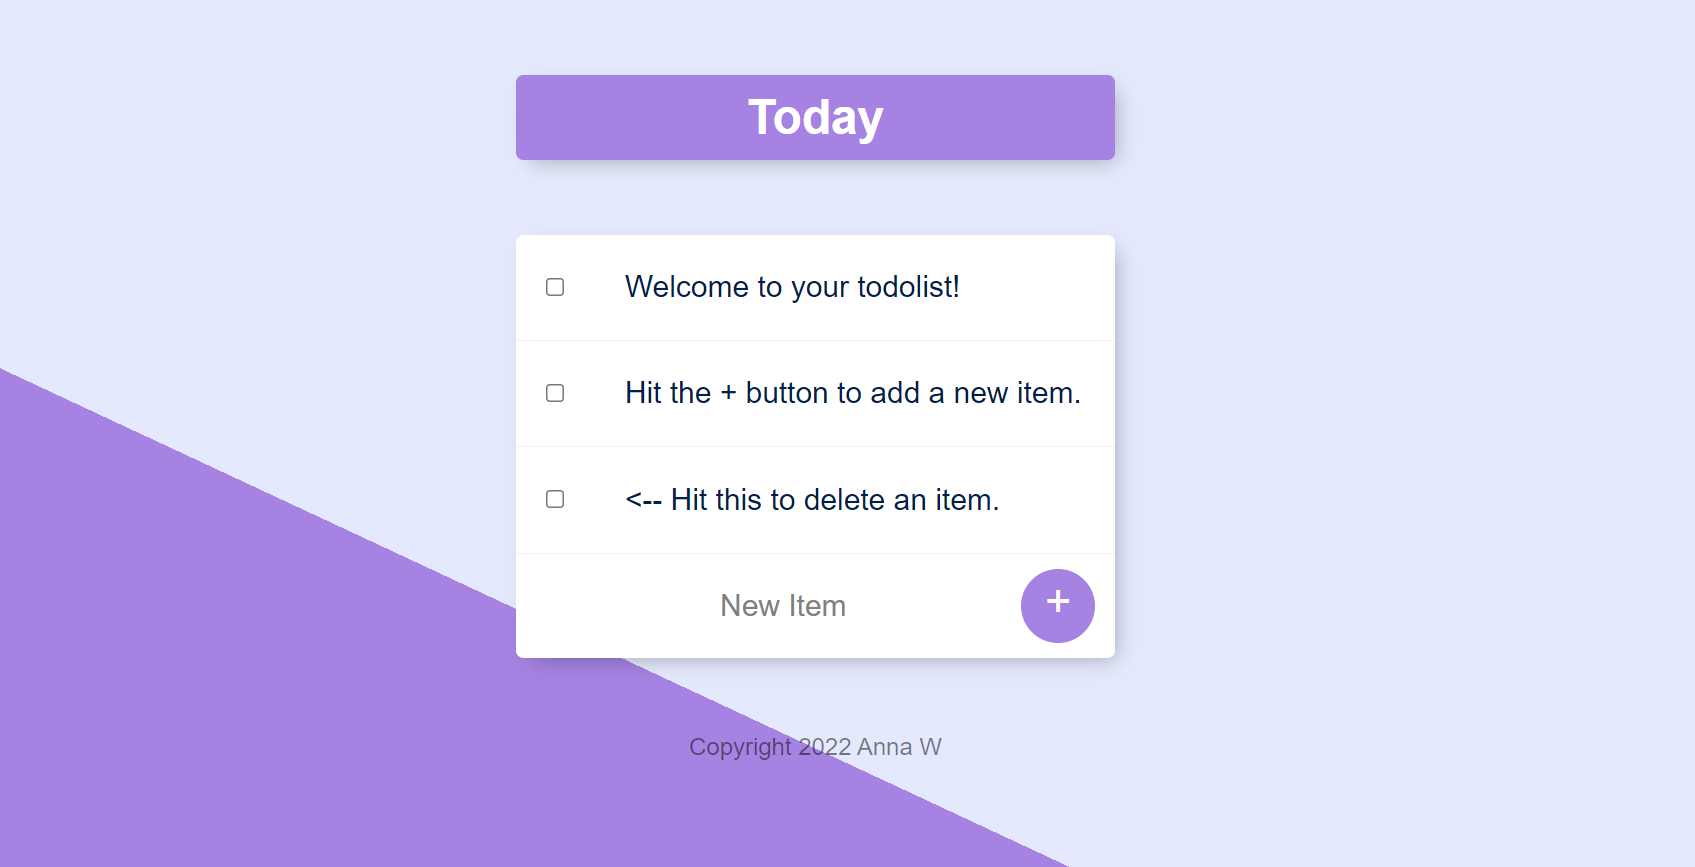 Today
Welcome to your todolist!
Hit the + button to add a new item.
<-- Hit this to delete an item.
New Item +
Copyright 2022 Anna W